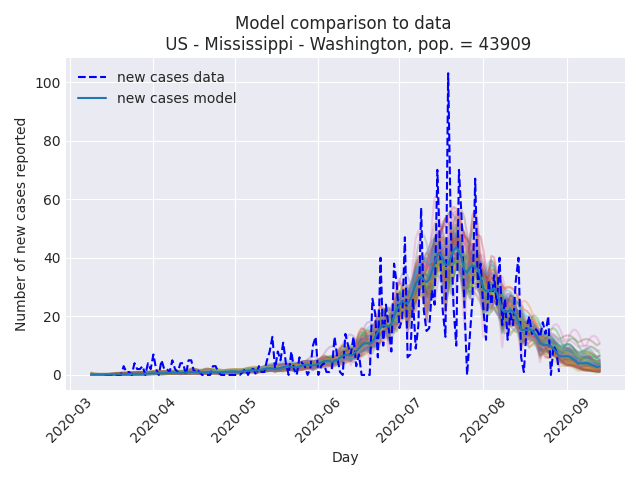 Model comparison to data
US - Mississippi - Washington, pop. = 43909
new cases data
new cases model
Number of new cases reported
100
80
60
40
20
0
2020-03
2020-04
2020-05
2020-06
2020-07
2020-08
2020-09
Day